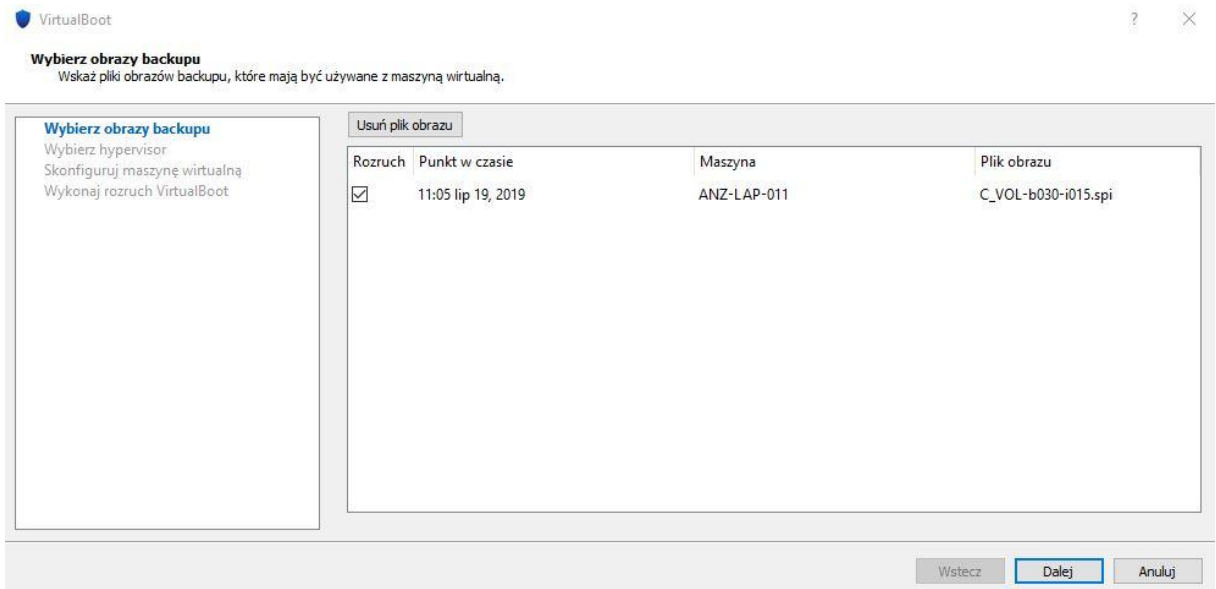 VirtualBoot
Wybierz obrazy backupu
Wskaż pliki obrazów backupu, które mają być używane z maszyną wirtualną.
Wybierz obrazy backupu
Wybierz hypervisor
Skonfiguruj maszynę wirtualną
Wykonaj rozruch VirtualBoot
Usuń plik obrazu
Rozruch Punkt w czasie Maszyna Plik obrazu
11:05 lip 19, 2019 ANZ-LAP-011 C_VOL-b030-i015.spi
Wstecz Dalej Anuluj